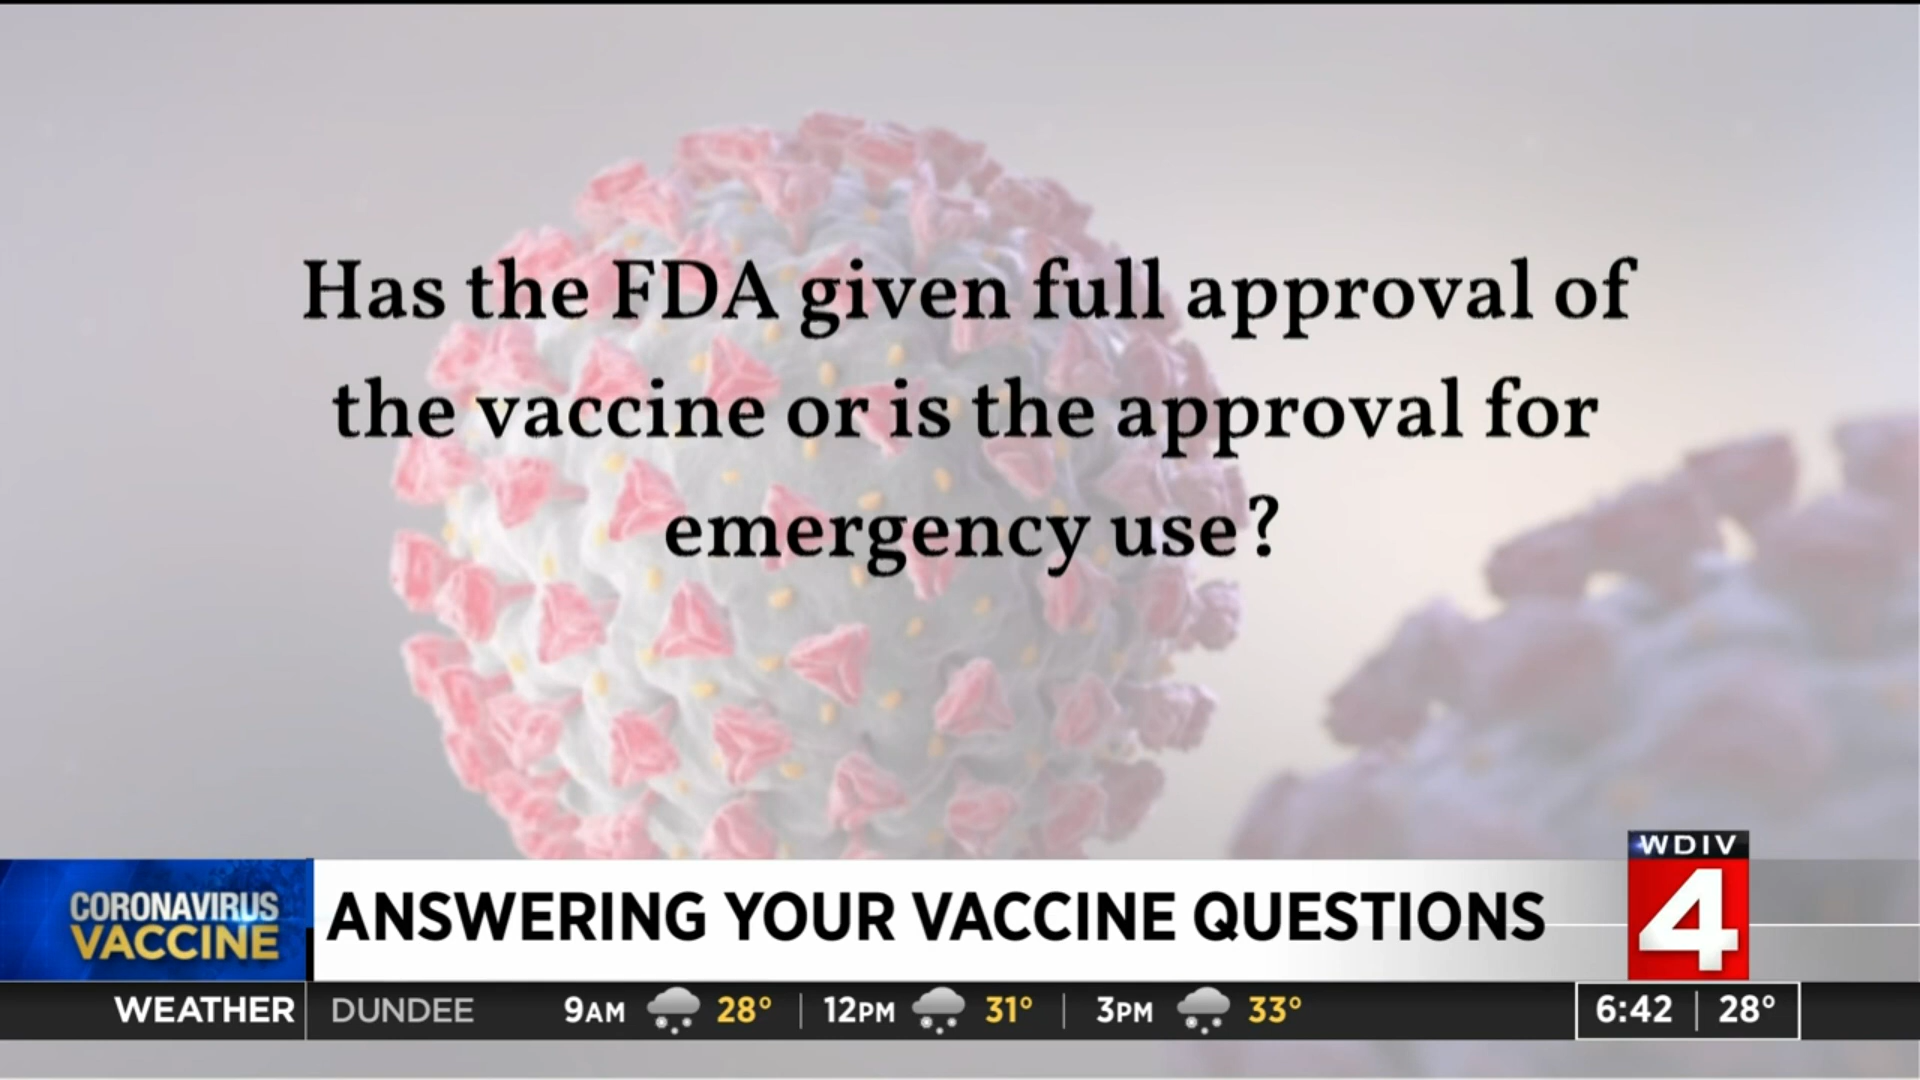 Has the FDA given full approval of
the vaccine or is the approval for
emergency use?
WDIV
4
CORONAVIRUS
VACCINE
ANSWERING YOUR VACCINE QUESTIONS
WEATHER DUNDEE 9AM 28° 12PM 31° 3PM 33° 6:42 28°